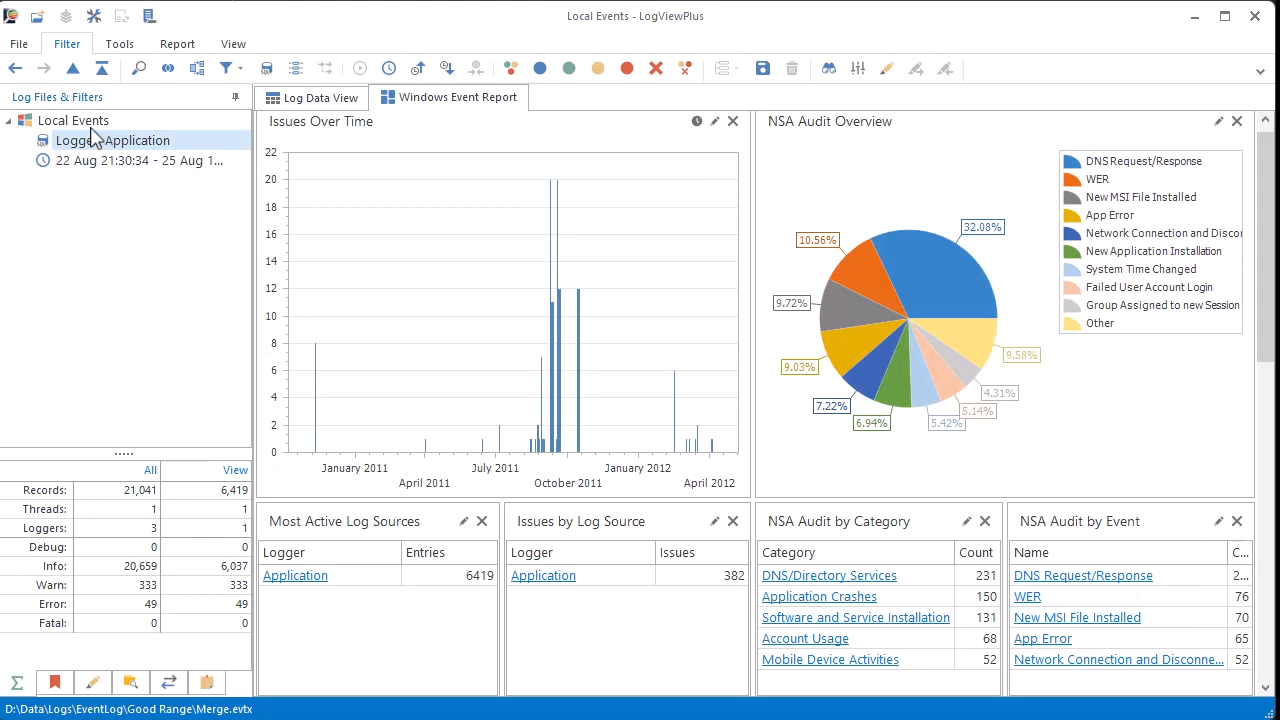 Local Events - LogViewPlus
File Filter Tools Report View
Log Files & Filters
Local Events
Application
22 Aug 21:30:34 - 25 Aug 1...
All View
Records: 21,041 6,419
Threads: 1 1
Loggers: 3 1
Debug: 0 0
Info: 20,659 6,037
Warn: 333 333
Error: 49 49
Fatal: 0 0
Log Data View Windows Event Report
Issues Over Time
22
20
18
16
14
12
10
8
6
4
2
0
January 2011 July 2011 January 2012
April 2011 October 2011 April 2012
NSA Audit Overview
32.08%
10.56%
9.72%
9.03%
7.22%
6.94%
5.42%
5.14%
4.31%
9.58%
DNS Request/Response
WER
New MSI File Installed
App Error
Network Connection and Disco
New Application Installation
System Time Changed
Failed User Account Login
Group Assigned to new Session
Other
Most Active Log Sources
Logger Entries
Application 6419
Issues by Log Source
Logger Issues
Application 382
NSA Audit by Category
Category Count
DNS/Directory Services 231
Application Crashes 150
Software and Service Installation 131
Account Usage 68
Mobile Device Activities 52
NSA Audit by Event
Name C...
DNS Request/Response 2...
WER 76
New MSI File Installed 70
App Error 65
Network Connection and Disconne... 52
D:\Data\Logs\EventLog\Good Range\Merge.evtx